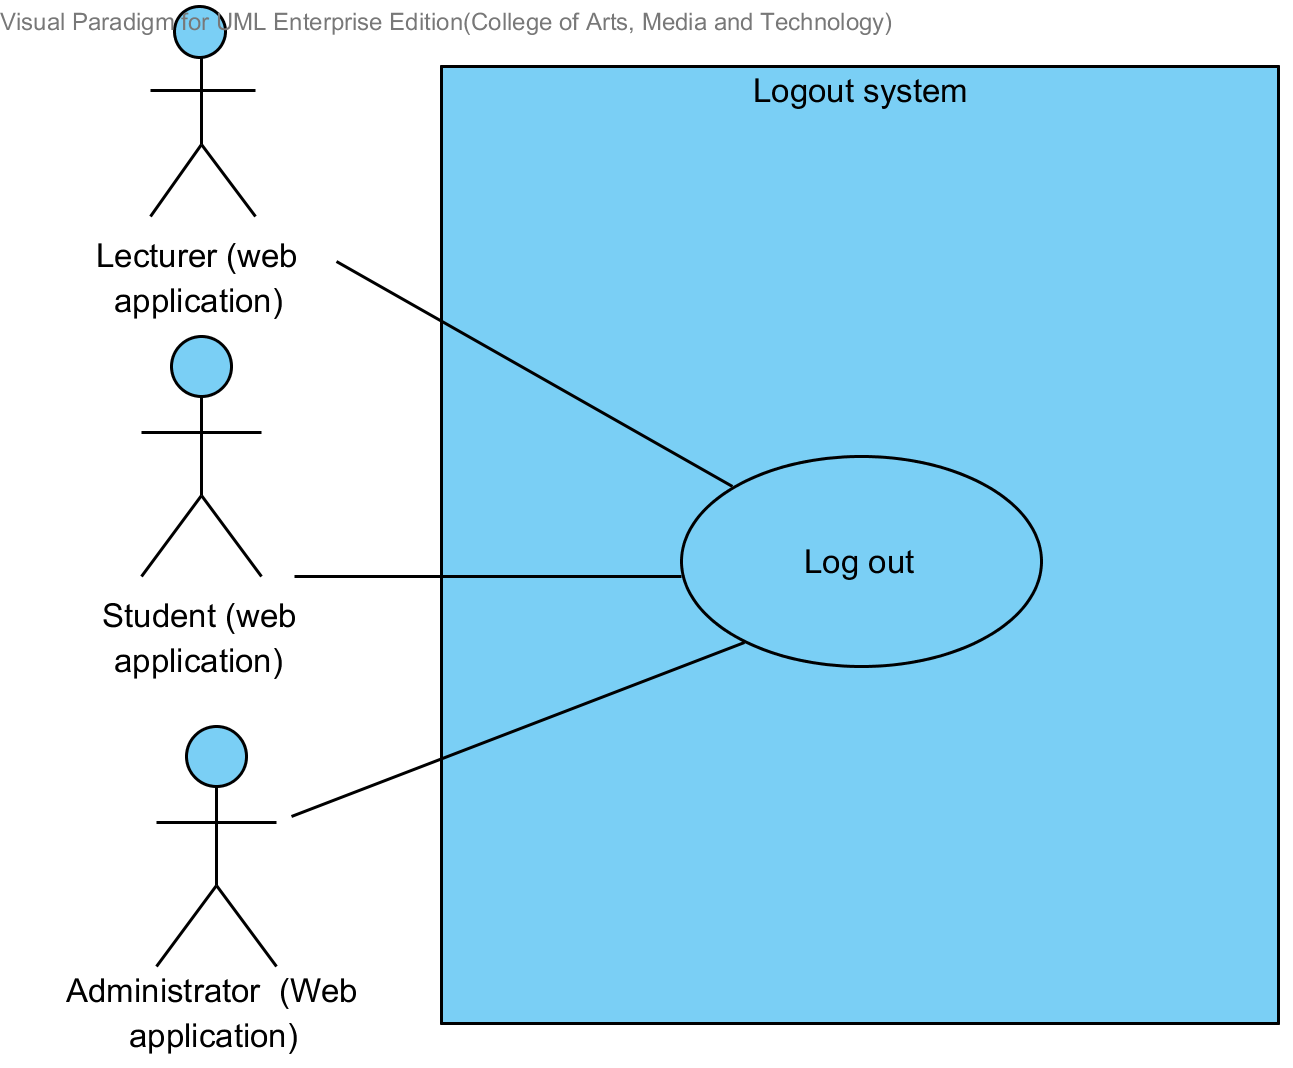 Visual Paradigm for UML Enterprise Edition(College of Arts, Media and Technology)
Logout system
Lecturer (web
application)
Log out
Student (web
application)
Administrator  (Web
application)